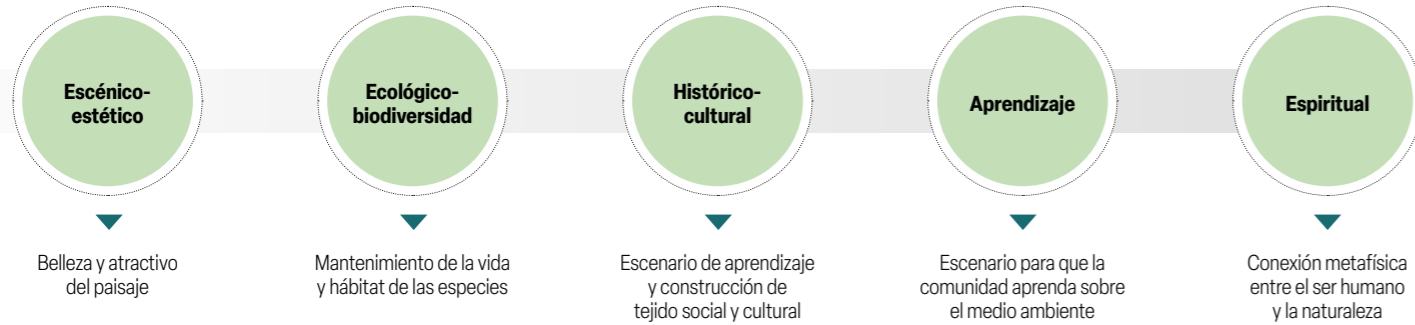 Escénico-
estético
Belleza y atractivo
del paisaje
Ecológico-
biodiversidad
Mantenimiento de la vida
y hábitat de las especies
Histórico-
cultural
Escenario de aprendizaje
y construcción de
tejido social y cultural
Aprendizaje
Escenario para que la
comunidad aprenda sobre
el medio ambiente
Espiritual
Conexión metafísica
entre el ser humano
y la naturaleza